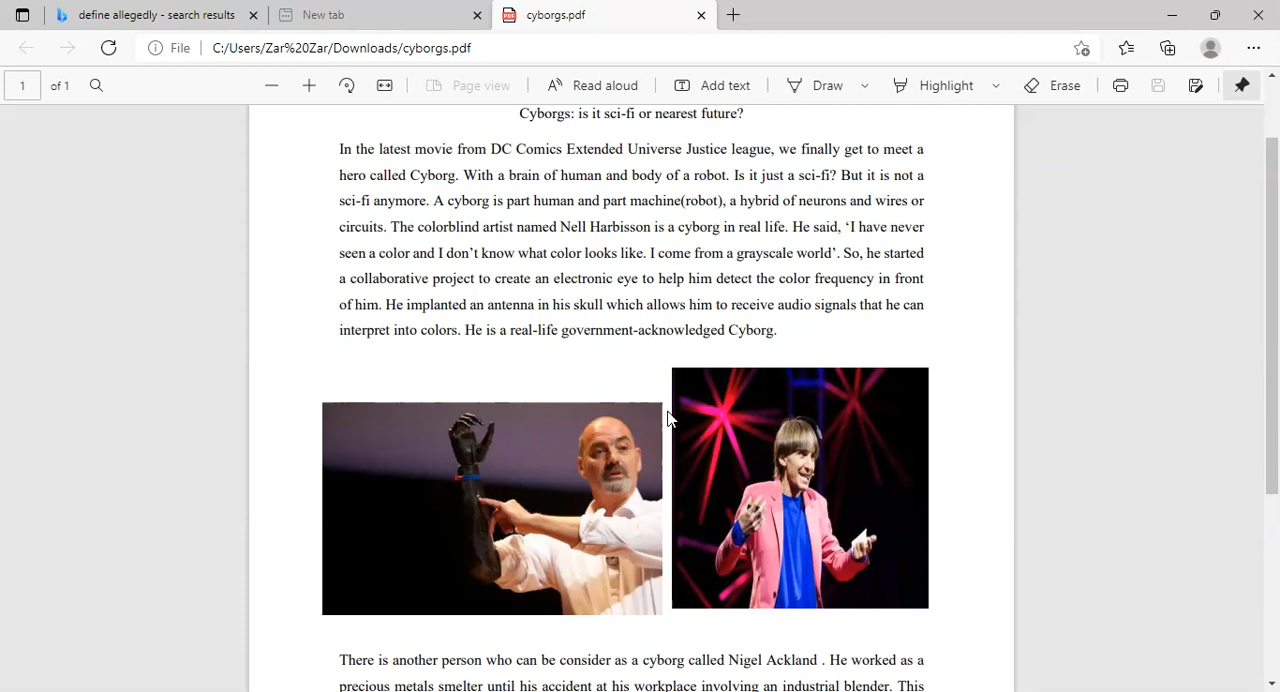 define allegedly - search results
New tab
cyborgs.pdf
File
C:/Users/Zar%20Zar/Downloads/cyborgs.pdf
1 of 1
Page view
Read aloud
Add text
Draw
Highlight
Erase
Cyborgs: is it sci-fi or nearest future?
In the latest movie from DC Comics Extended Universe Justice league, we finally get to meet a
hero called Cyborg. With a brain of human and body of a robot. Is it just a sci-fi? But it is not a
sci-fi anymore. A cyborg is part human and part machine(robot), a hybrid of neurons and wires or
circuits. The colorblind artist named Nell Harbisson is a cyborg in real life. He said, ‘I have never
seen a color and I don’t know what color looks like. I come from a grayscale world’. So, he started
a collaborative project to create an electronic eye to help him detect the color frequency in front
of him. He implanted an antenna in his skull which allows him to receive audio signals that he can
interpret into colors. He is a real-life government-acknowledged Cyborg.
There is another person who can be consider as a cyborg called Nigel Ackland . He worked as a
precious metals smelter until his accident at his workplace involving an industrial blender. This